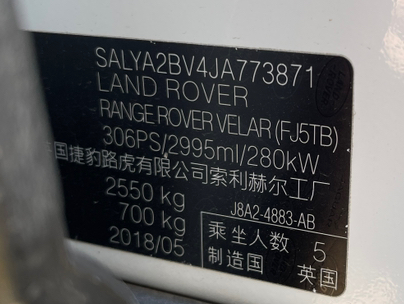 SALYA2BV4JA773871
LAND ROVER
RANGE ROVER VELAR (FJ5TB)
306PS/2995ml/280kW
国捷豹路虎有限公司索利赫尔工厂
2550 kg
700 kg
2018/05
J8A2-4883-AB
乘坐人数 5
制造国 英国